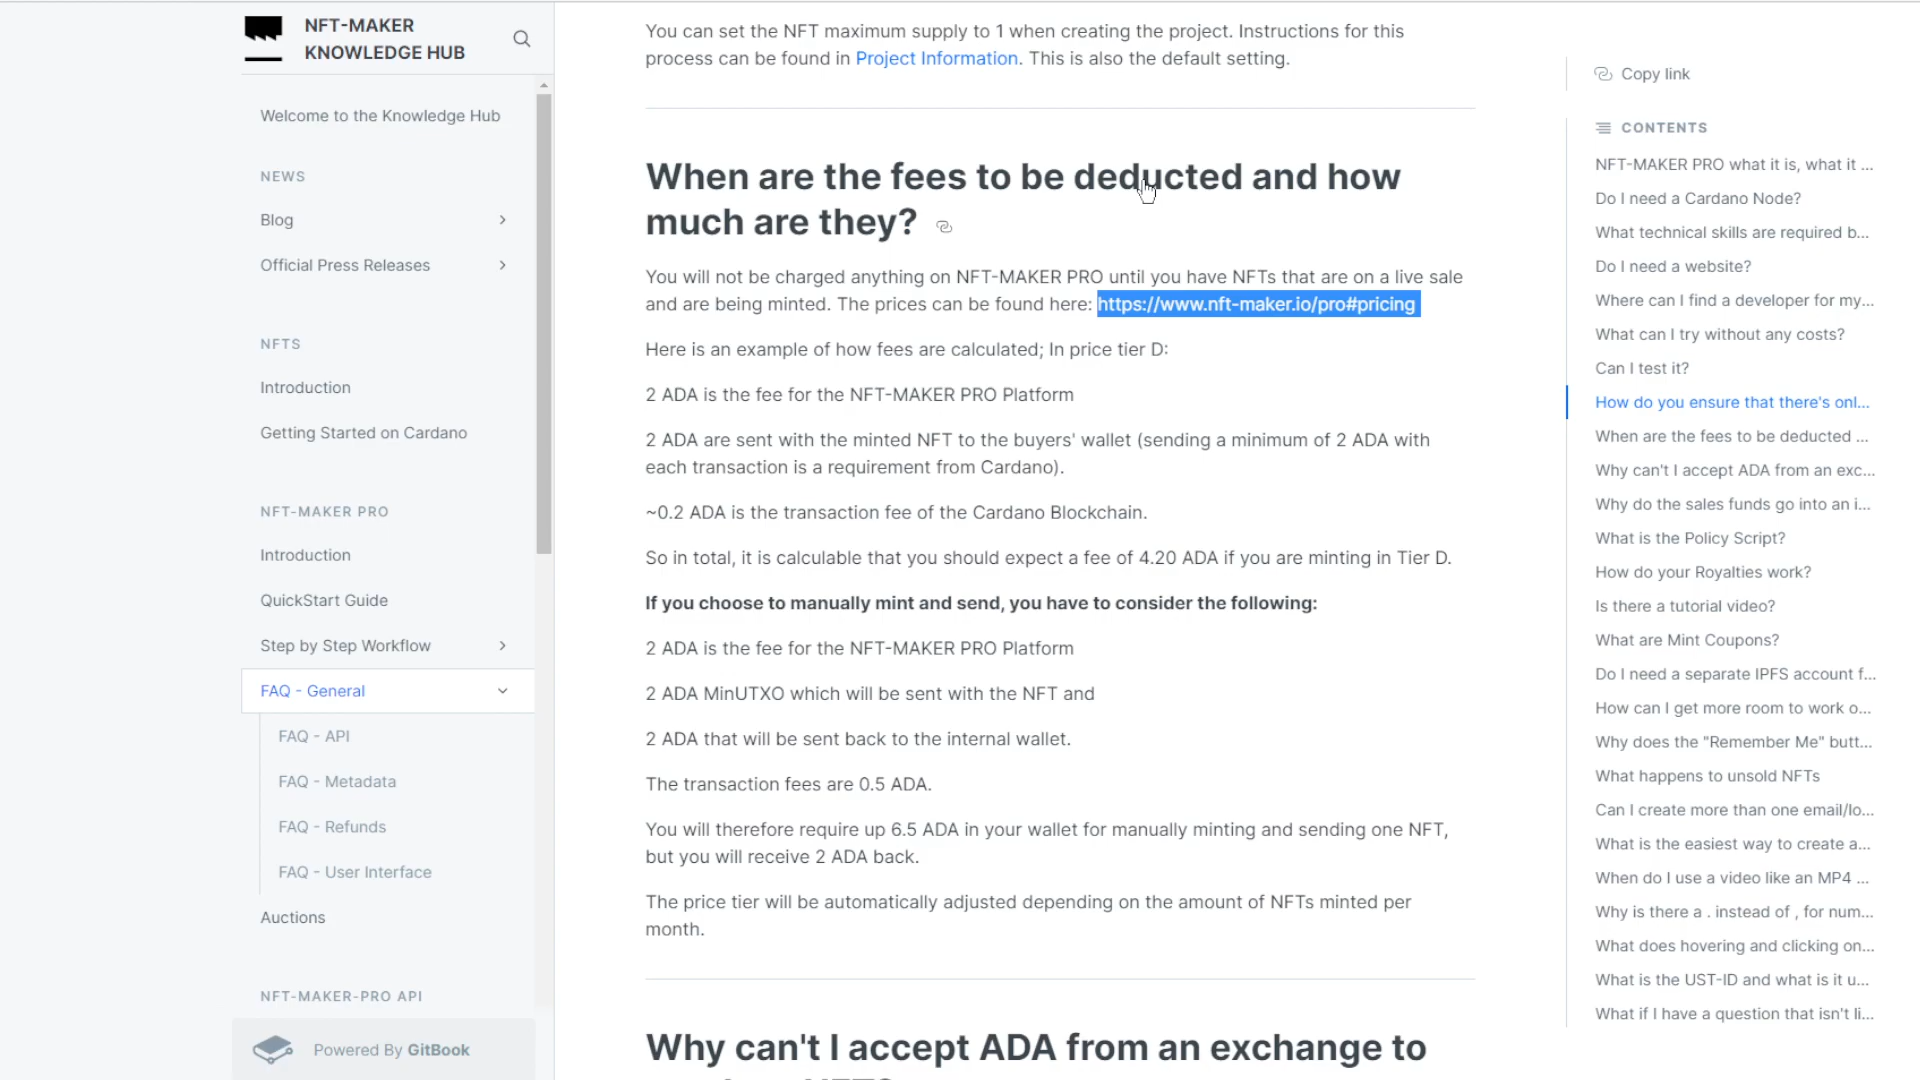 NFT-MAKER
KNOWLEDGE HUB
Welcome to the Knowledge Hub
NEWS
Blog
Official Press Releases
NFTS
Introduction
Getting Started on Cardano
NFT-MAKER PRO
Introduction
QuickStart Guide
Step by Step Workflow
FAQ - General
FAQ - API
FAQ - Metadata
FAQ - Refunds
FAQ - User Interface
Auctions
NFT-MAKER-PRO API
Powered By GitBook
You can set the NFT maximum supply to 1 when creating the project. Instructions for this
process can be found in Project Information. This is also the default setting.
When are the fees to be deducted and how
much are they?
You will not be charged anything on NFT-MAKER PRO until you have NFTs that are on a live sale
and are being minted. The prices can be found here: https://www.nft-maker.io/pro#pricing
Here is an example of how fees are calculated; In price tier D:
2 ADA is the fee for the NFT-MAKER PRO Platform
2 ADA are sent with the minted NFT to the buyers' wallet (sending a minimum of 2 ADA with
each transaction is a requirement from Cardano).
~0.2 ADA is the transaction fee of the Cardano Blockchain.
So in total, it is calculable that you should expect a fee of 4.20 ADA if you are minting in Tier D.
If you choose to manually mint and send, you have to consider the following:
2 ADA is the fee for the NFT-MAKER PRO Platform
2 ADA MinUTXO which will be sent with the NFT and
2 ADA that will be sent back to the internal wallet.
The transaction fees are 0.5 ADA.
You will therefore require up 6.5 ADA in your wallet for manually minting and sending one NFT,
but you will receive 2 ADA back.
The price tier will be automatically adjusted depending on the amount of NFTs minted per
month.
Why can't I accept ADA from an exchange to
Copy link
CONTENTS
NFT-MAKER PRO what it is, what it ...
Do I need a Cardano Node?
What technical skills are required b...
Do I need a website?
Where can I find a developer for my...
What can I try without any costs?
Can I test it?
How do you ensure that there's onl...
When are the fees to be deducted ...
Why can't I accept ADA from an exc...
Why do the sales funds go into an i...
What is the Policy Script?
How do your Royalties work?
Is there a tutorial video?
What are Mint Coupons?
Do I need a separate IPFS account f...
How can I get more room to work o...
Why does the "Remember Me" butt...
What happens to unsold NFTs
Can I create more than one email/lo...
What is the easiest way to create a...
When do I use a video like an MP4 ...
Why is there a . instead of , for num...
What does hovering and clicking on...
What is the UST-ID and what is it u...
What if I have a question that isn't li...